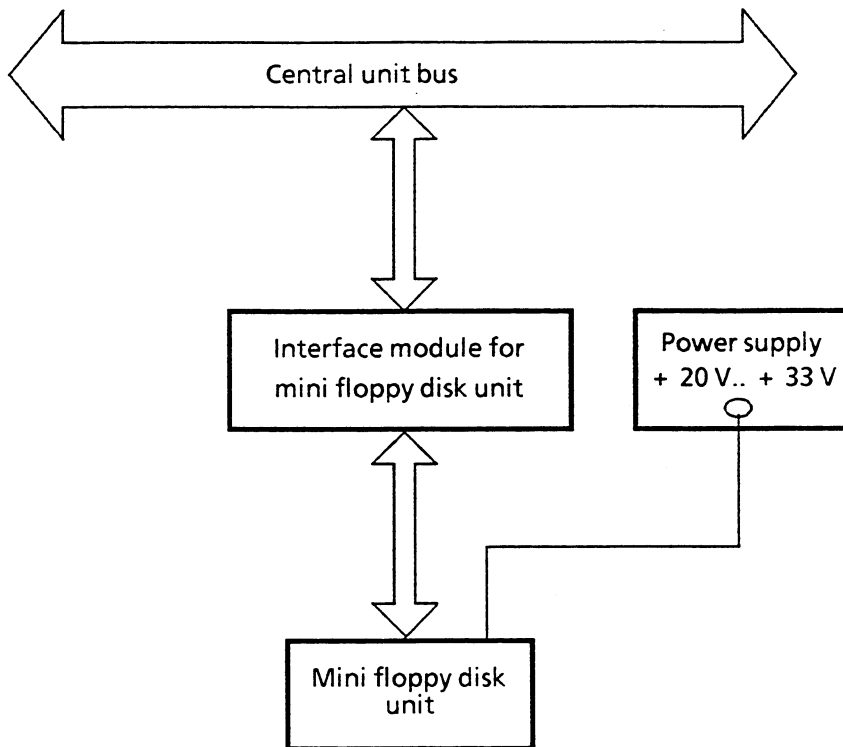 Central unit bus
Interface module for
mini floppy disk unit
Power supply
+ 20 V.. + 33 V
Mini floppy disk
unit